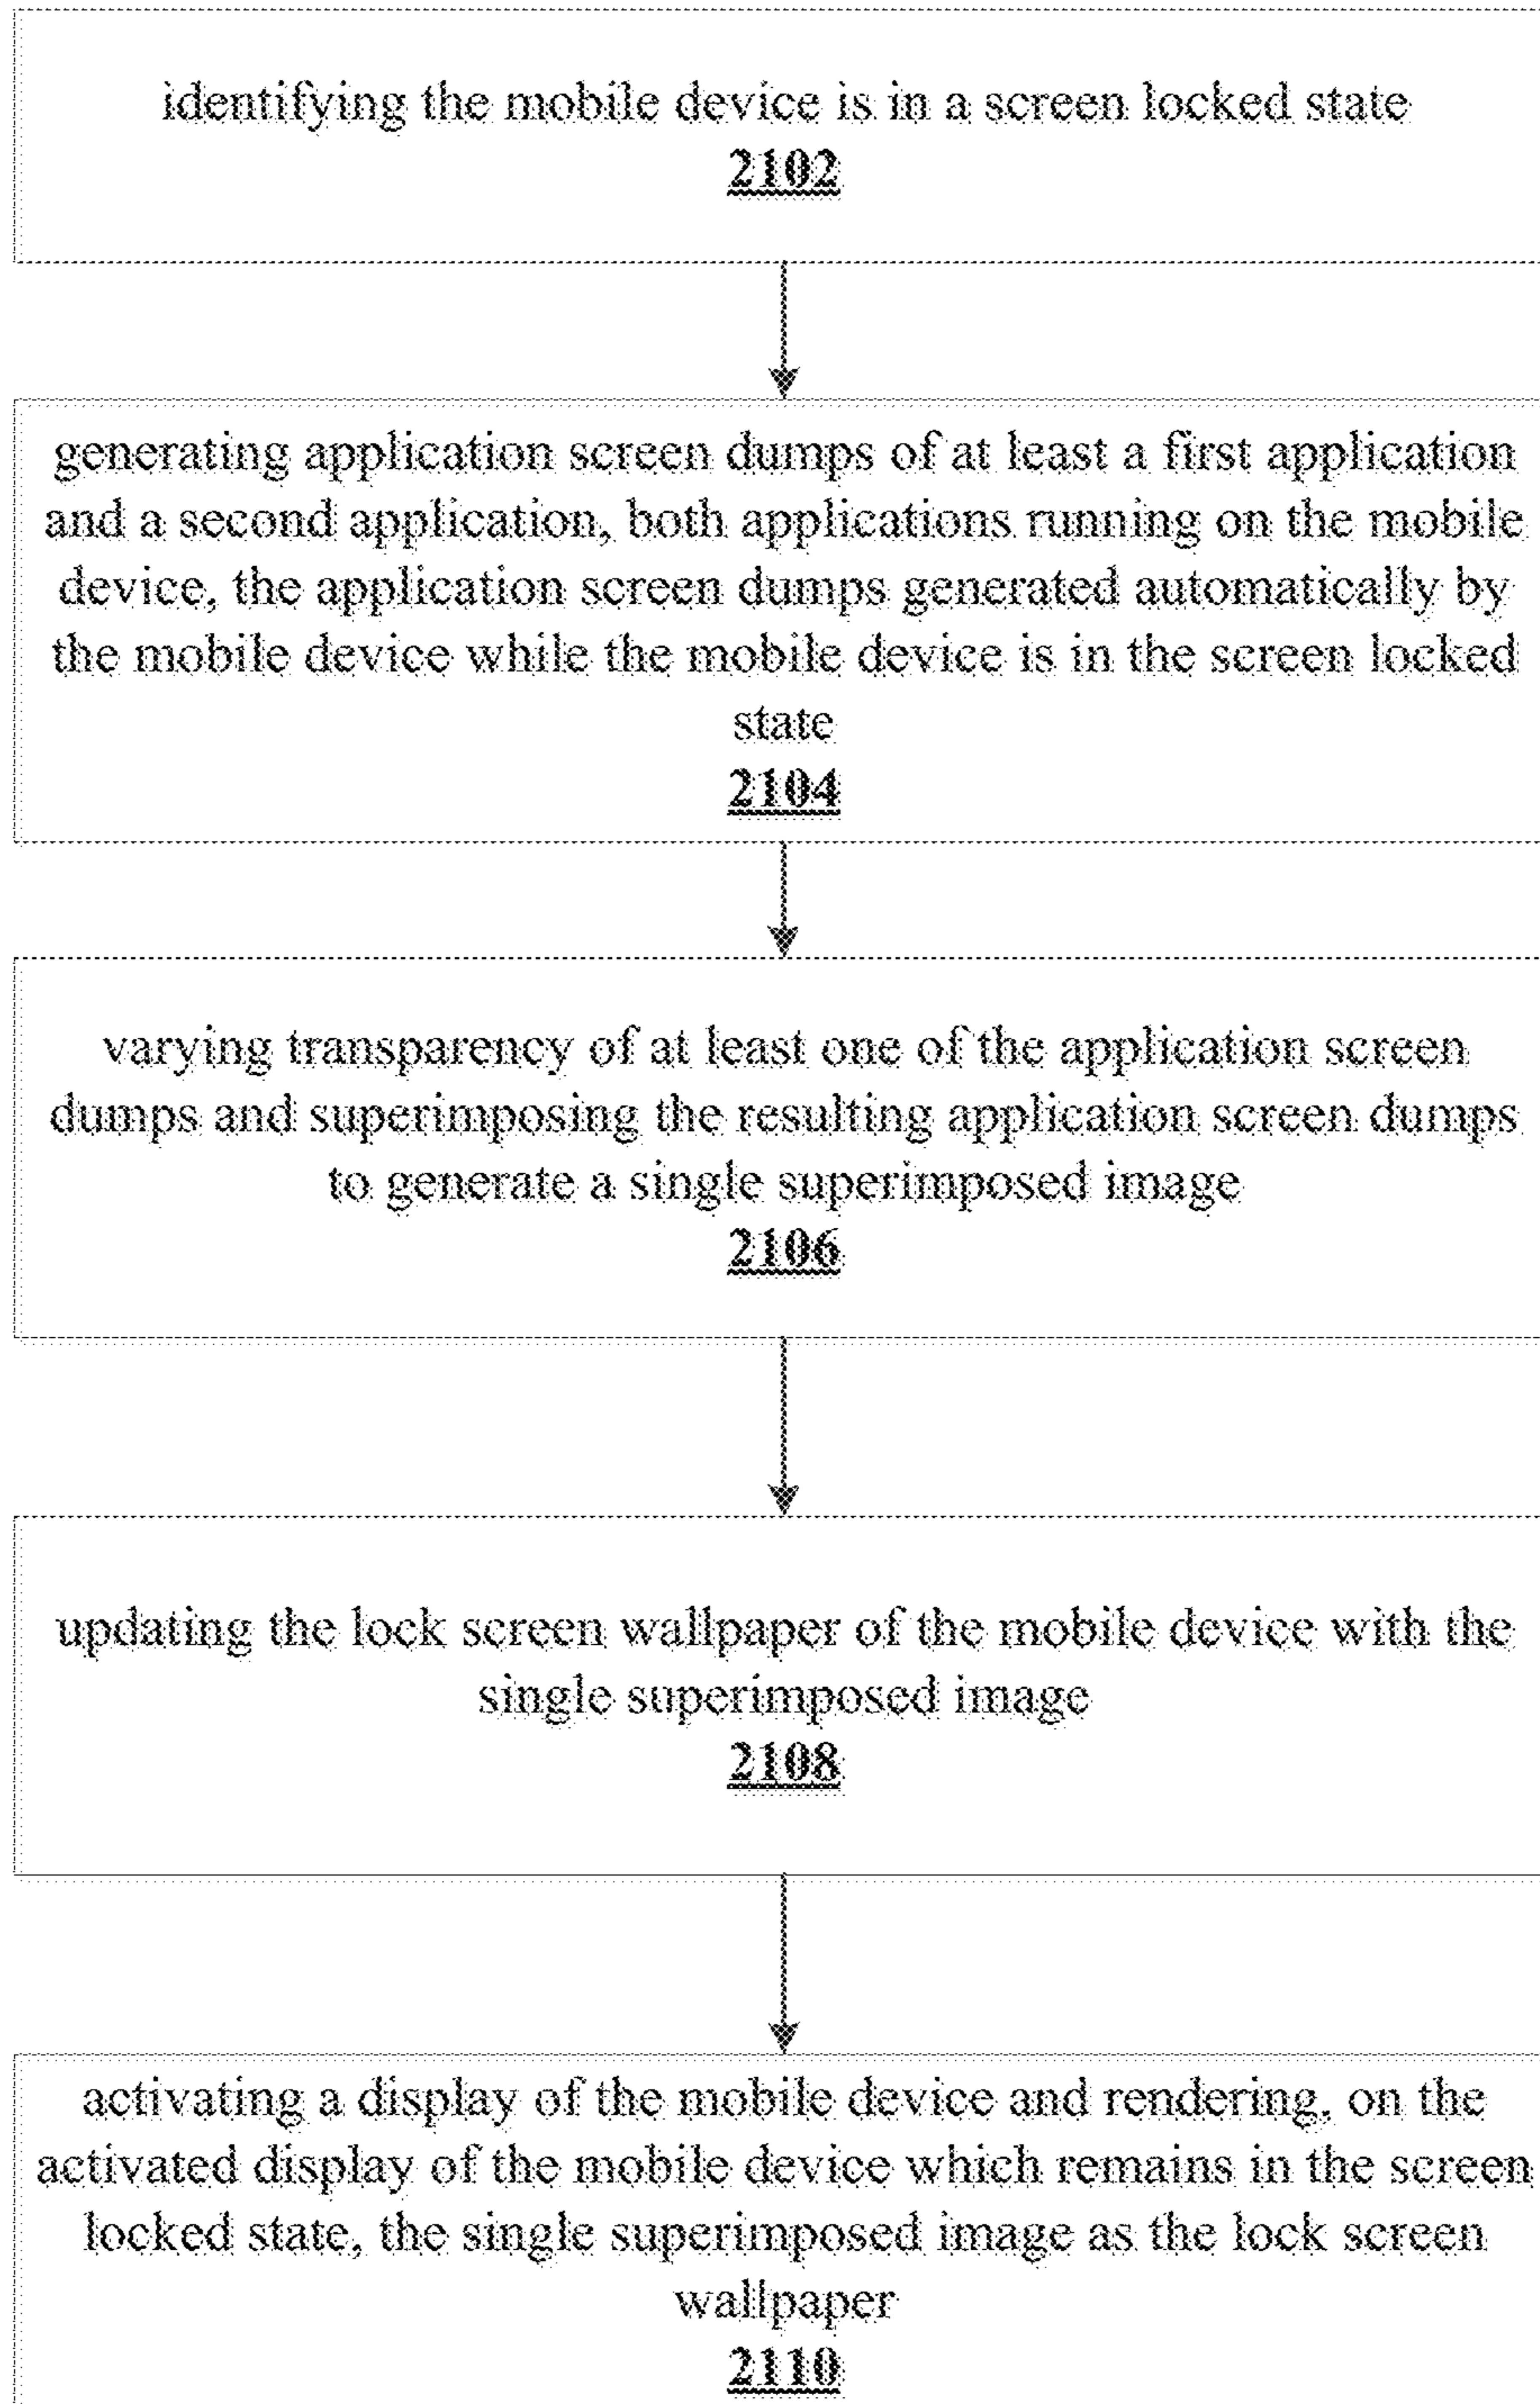 identifying the mobile device is in a screen locked state
2102
generating application screen dumps of at least a first application
and a second application, both applications running on the mobile
device, the application screen dumps generated automatically by
the mobile device while the mobile device is in the screen locked
state
2104
varying transparency of at least one of the application screen
dumps and superimposing the resulting application screen dumps
to generate a single superimposed image
2106
updating the lock screen wallpaper of the mobile device with the
single superimposed image
2108
activating a display of the mobile device and rendering, on the
activated display of the mobile device which remains in the screen
locked state, the single superimposed image as the lock screen
wallpaper
2110